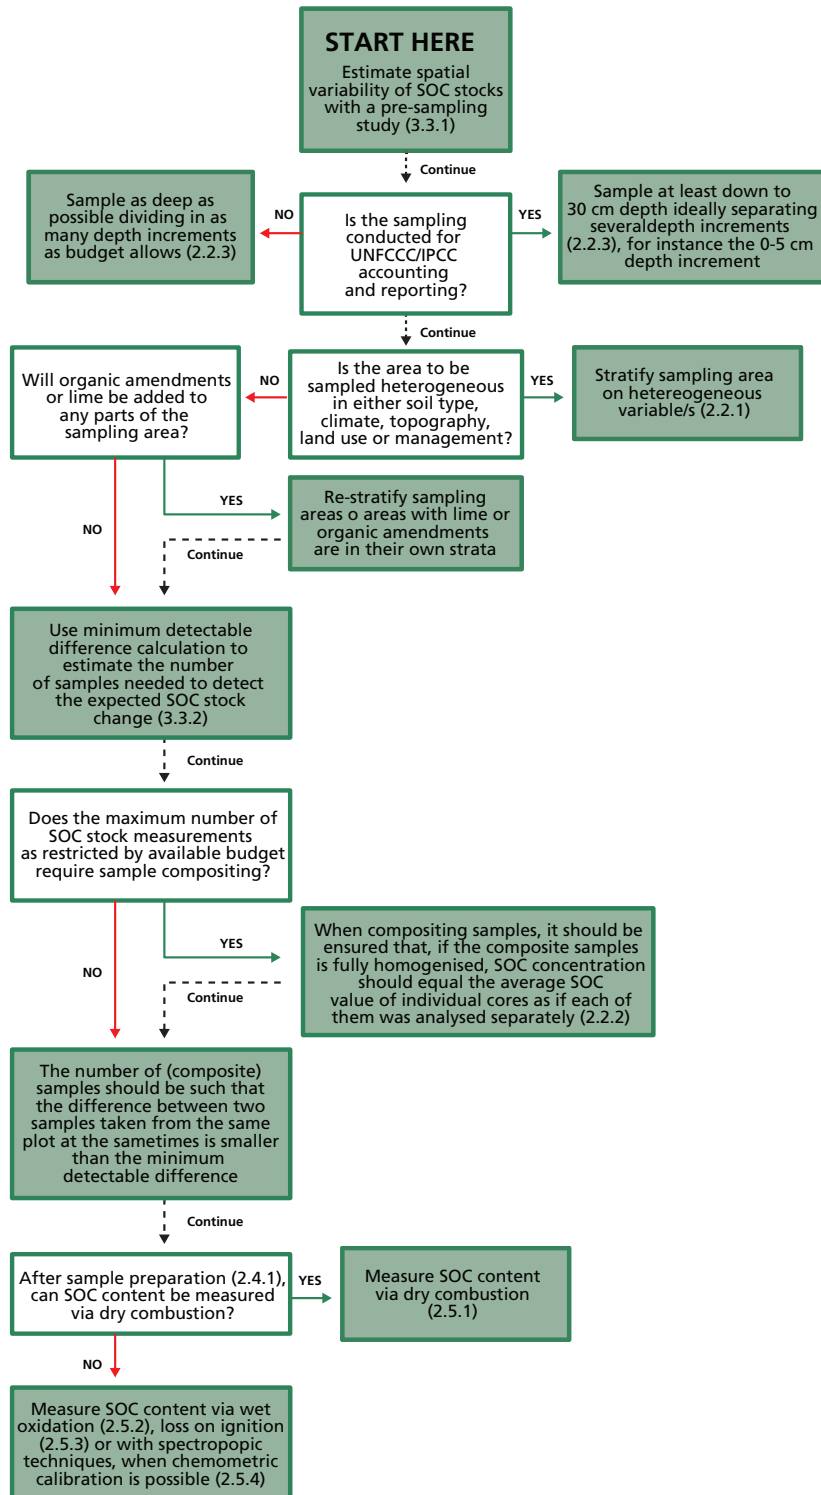 START HERE
Estimate spatial
variability of SOC stocks
with a pre-sampling
study (3.3.1)
Continue
Sample as deep as
possible dividing in as
many depth increments
as budget allows (2.2.3)
NO
Is the sampling
conducted for
UNFCCC/IPCC
accounting
and reporting?
YES
Sample at least down to
30 cm depth ideally separating
severaldepth increments
(2.2.3), for instance the 0-5 cm
depth increment
Continue
Will organic amendments
or lime be added to
any parts of the
sampling area?
NO
Is the area to be
sampled heterogeneous
in either soil type,
climate, topography,
land use or management?
YES
Stratify sampling area
on hetereogeneous
variable/s (2.2.1)
NO
YES
Re-stratify sampling
areas o areas with lime or
organic amendments
are in their own strata
Continue
Use minimum detectable
difference calculation to
estimate the number
of samples needed to detect
the expected SOC stock
change (3.3.2)
Continue
Does the maximum number of
SOC stock measurements
as restricted by available budget
require sample compositing?
NO
YES
When compositing samples, it should be
ensured that, if the composite samples
is fully homogenised, SOC concentration
should equal the average SOC
value of individual cores as if each of
them was analysed separately (2.2.2)
Continue
The number of (composite)
samples should be such that
the difference between two
samples taken from the same
plot at the sametimes is smaller
than the minimum
detectable difference
Continue
After sample preparation (2.4.1),
can SOC content be measured
via dry combustion?
YES
Measure SOC content
via dry combustion
(2.5.1)
NO
Measure SOC content via wet
oxidation (2.5.2), loss on ignition
(2.5.3) or with spectropopic
techniques, when chemometric
calibration is possible (2.5.4)